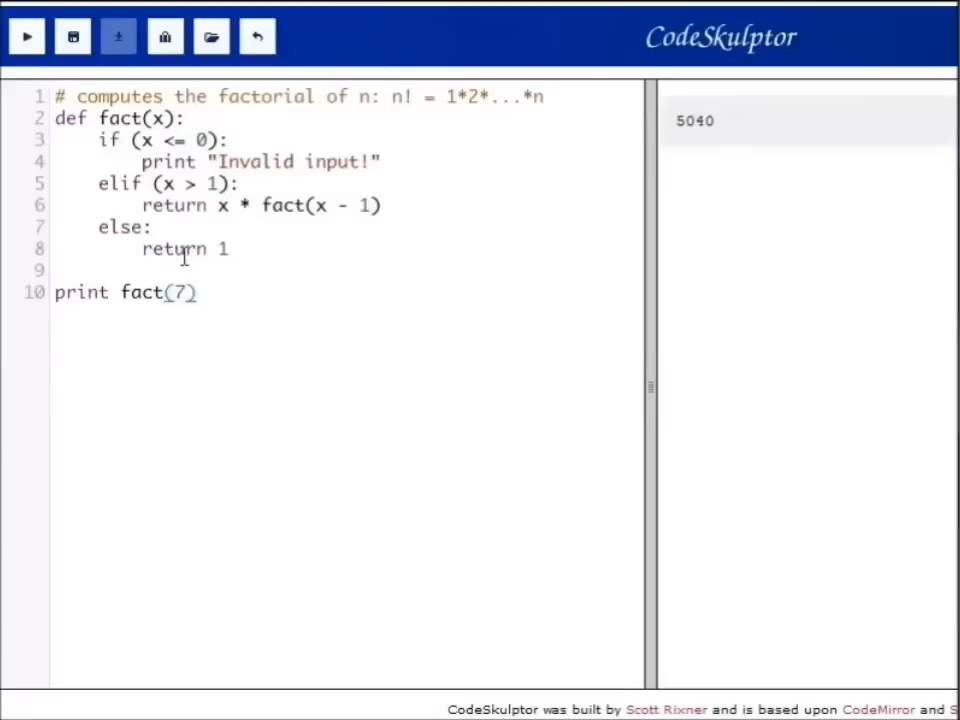 CodeSkulptor
1 # computes the factorial of n: n! = 1*2*...*n
2 def fact(x):
3     if (x <= 0):
4         print "Invalid input!"
5     elif (x > 1):
6         return x * fact(x - 1)
7     else:
8         return 1
9
10 print fact(7)
5040
CodeSkulptor was built by Scott Rixner and is based upon CodeMirror and S